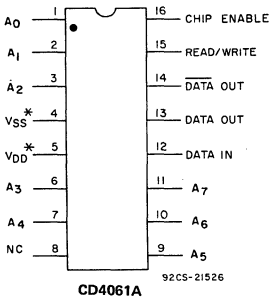 A0 1 16 CHIP ENABLE
A1 2 15 READ/WRITE
A2 3 14 D̅A̅T̅A̅ OUT
VSS* 4 13 DATA OUT
VDD* 5 12 DATA IN
A3 6 11 A7
A4 7 10 A6
NC 8 9 A5
92CS-21526
CD4061A